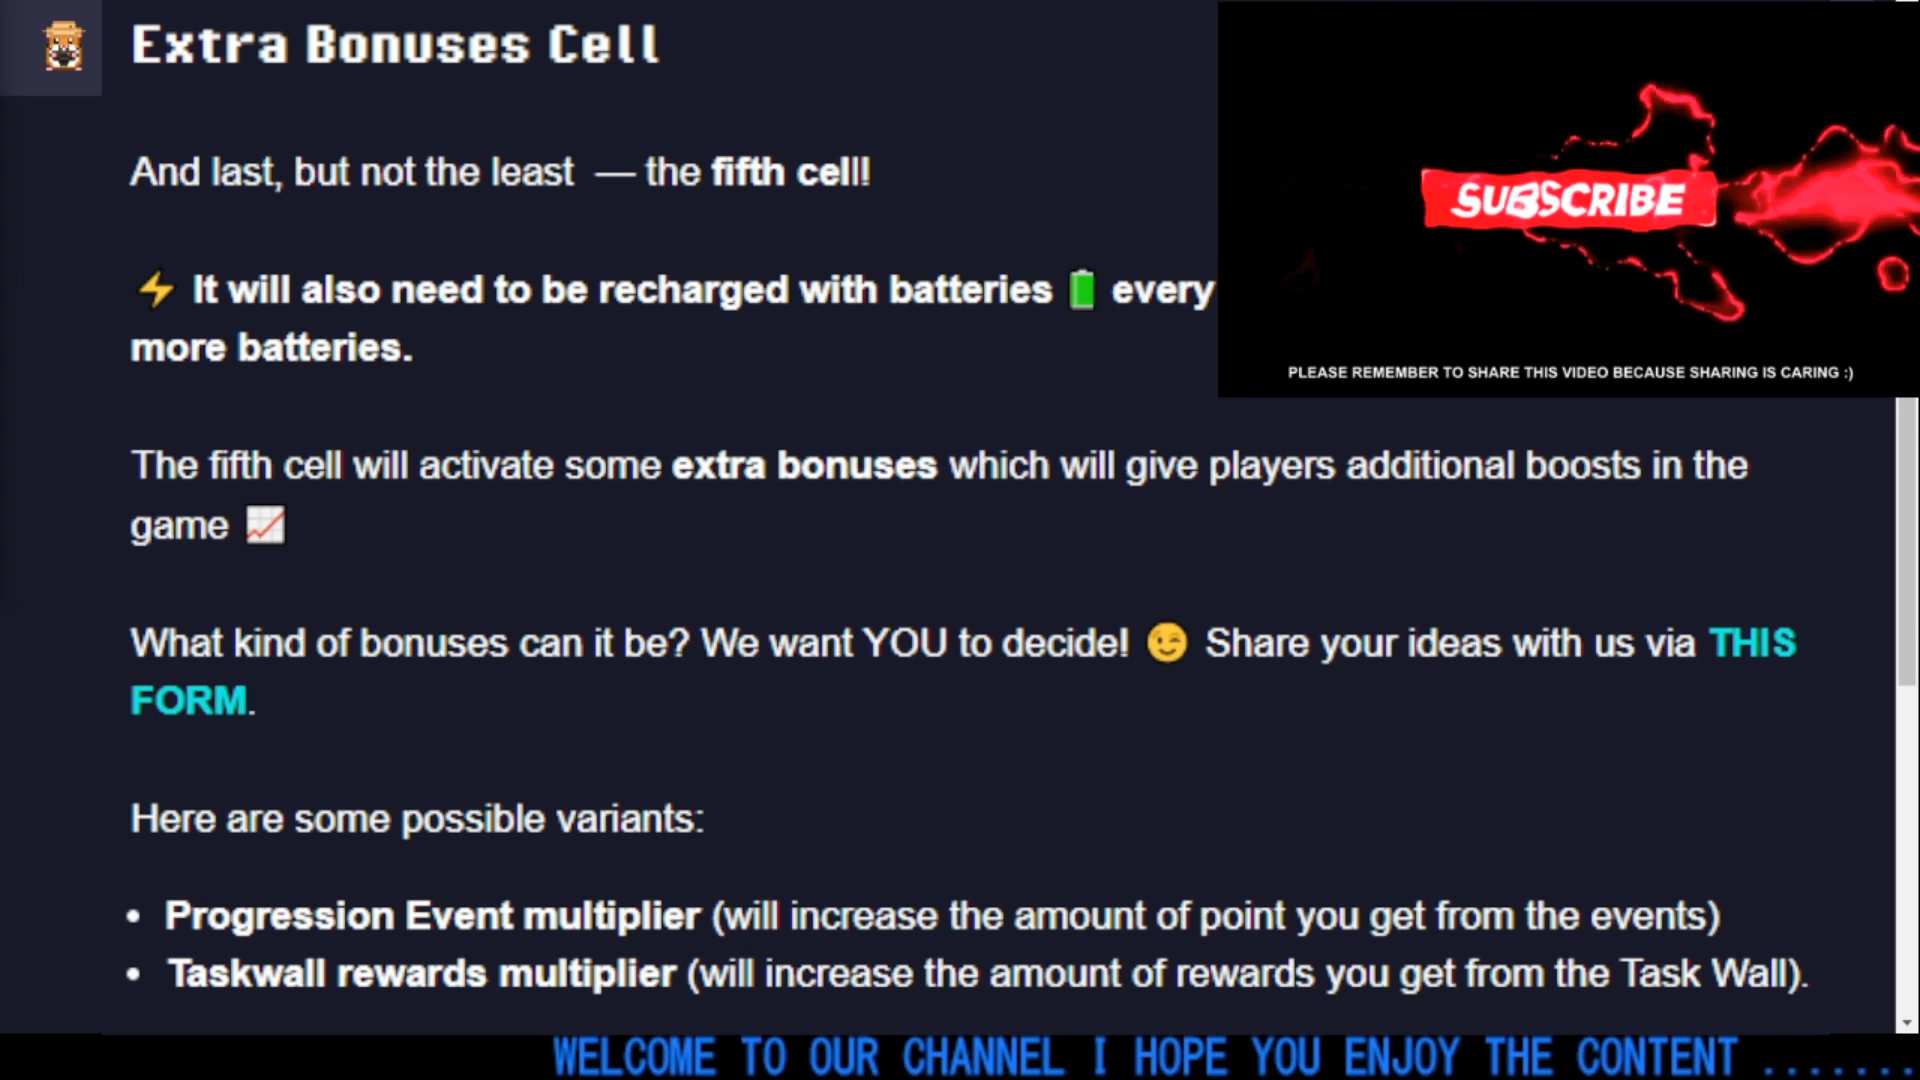 Extra Bonuses Cell
And last, but not the least — the fifth cell!
⚡ It will also need to be recharged with batteries 🔋 every
more batteries.
SUBSCRIBE
PLEASE REMEMBER TO SHARE THIS VIDEO BECAUSE SHARING IS CARING :)
The fifth cell will activate some extra bonuses which will give players additional boosts in the
game 📈
What kind of bonuses can it be? We want YOU to decide! 😉 Share your ideas with us via THIS
FORM.
Here are some possible variants:
• Progression Event multiplier (will increase the amount of point you get from the events)
• Taskwall rewards multiplier (will increase the amount of rewards you get from the Task Wall).
WELCOME TO OUR CHANNEL I HOPE YOU ENJOY THE CONTENT .......